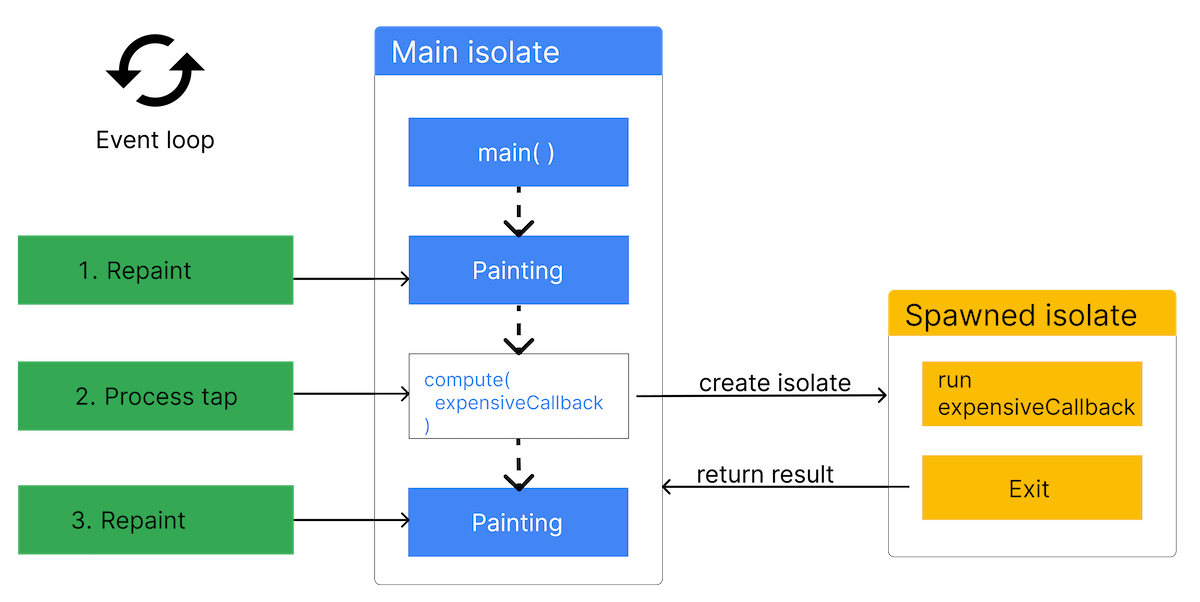 Main isolate
Event loop
main( )
1. Repaint
Painting
2. Process tap
compute(
expensiveCallback
)
create isolate
Spawned isolate
run
expensiveCallback
return result
Exit
3. Repaint
Painting